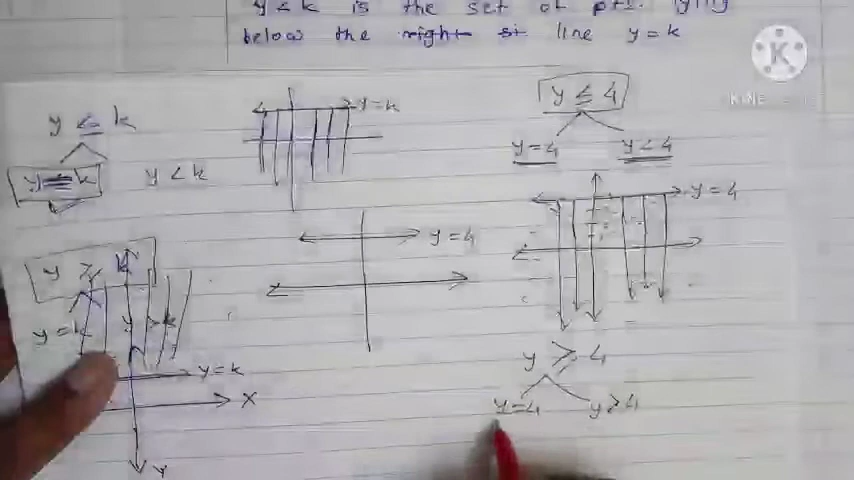 y < k is the set of pts. lying
below the right st line y = k
y ≤ k
y = k y < k
y = k
y ≤ 4
y = 4 y < 4
y = 4
y = 4
y ≥ k
y = k y > k
y = k
X
Y
y ≥ 4
y = 4 y > 4
K